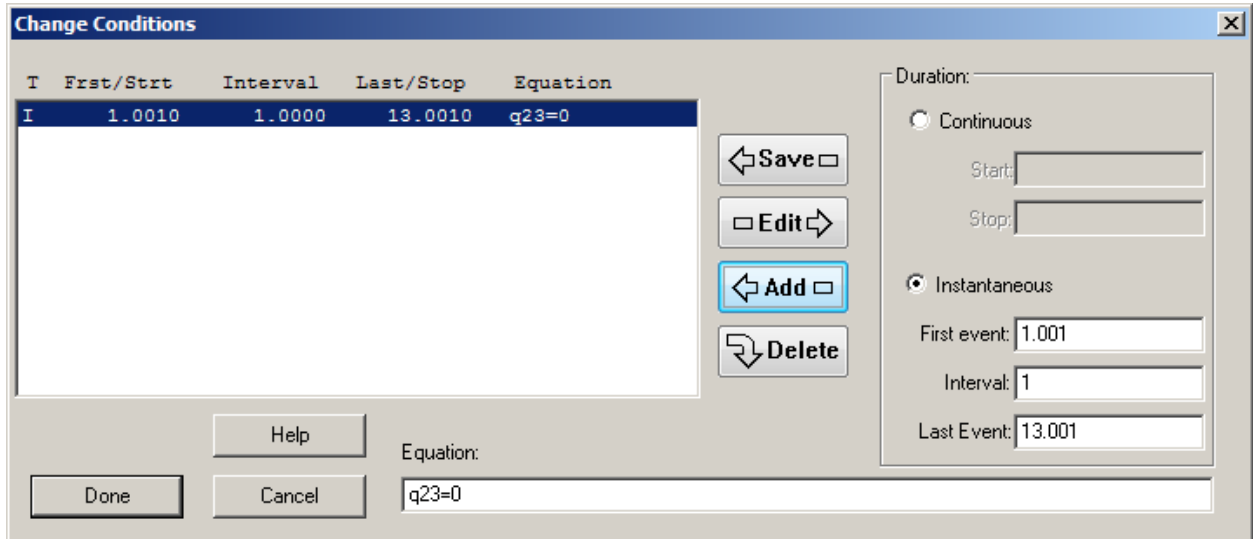 Change Conditions
T Frst/Strt Interval Last/Stop Equation
I 1.0010 1.0000 13.0010 q23=0
Save
Edit
Add
Delete
Duration:
Continuous
Start:
Stop:
Instantaneous
First event: 1.001
Interval: 1
Last Event: 13.001
Help
Done
Cancel
Equation:
q23=0